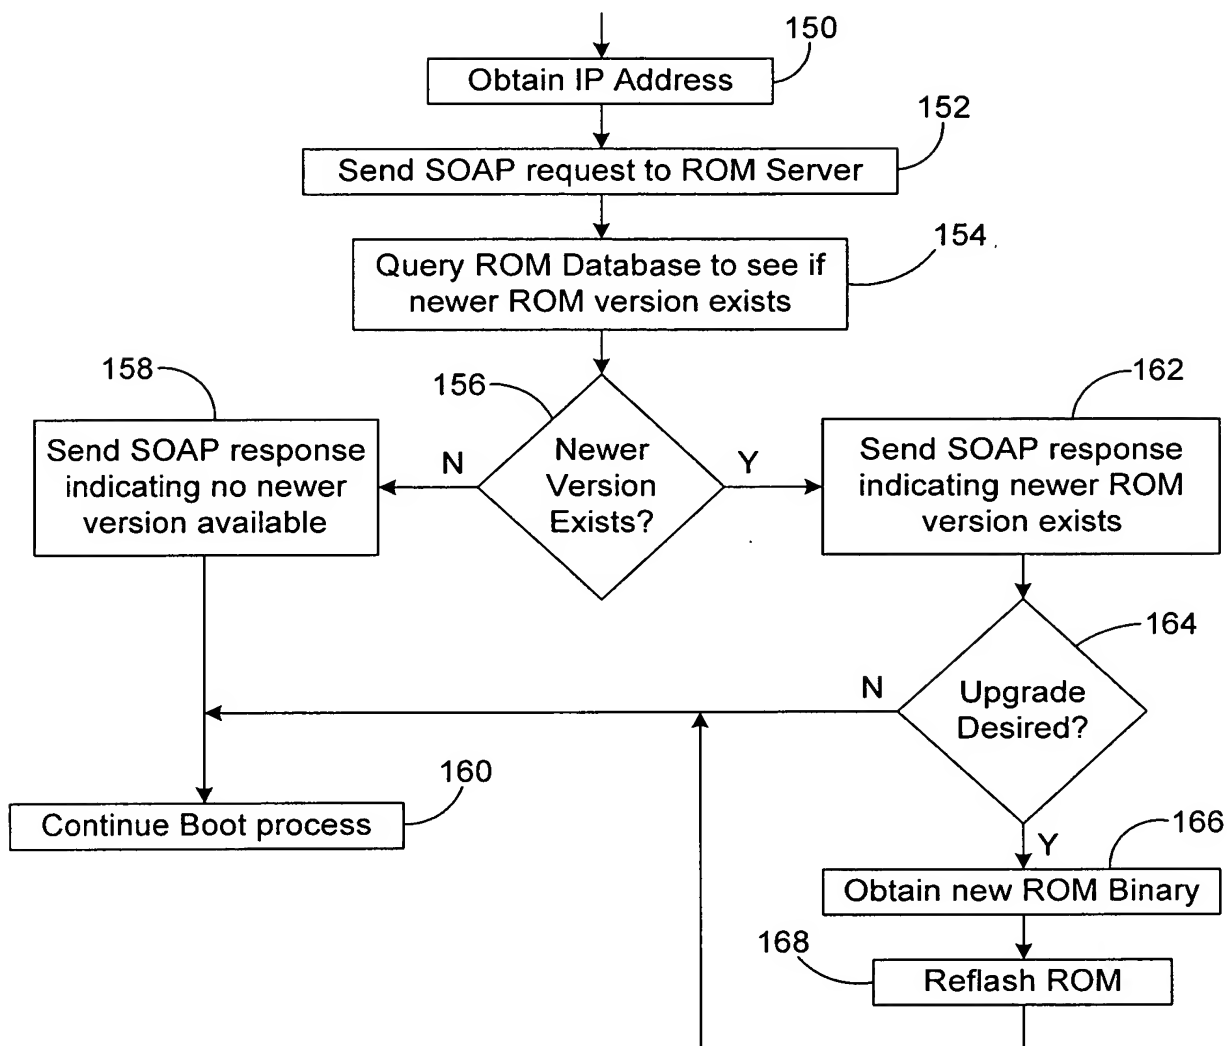 150
Obtain IP Address
152
Send SOAP request to ROM Server
154
Query ROM Database to see if
newer ROM version exists
158
156
162
Send SOAP response
indicating no newer
version available
N
Newer
Version
Exists?
Y
Send SOAP response
indicating newer ROM
version exists
164
N
Upgrade
Desired?
160
Continue Boot process
Y
166
Obtain new ROM Binary
168
Reflash ROM